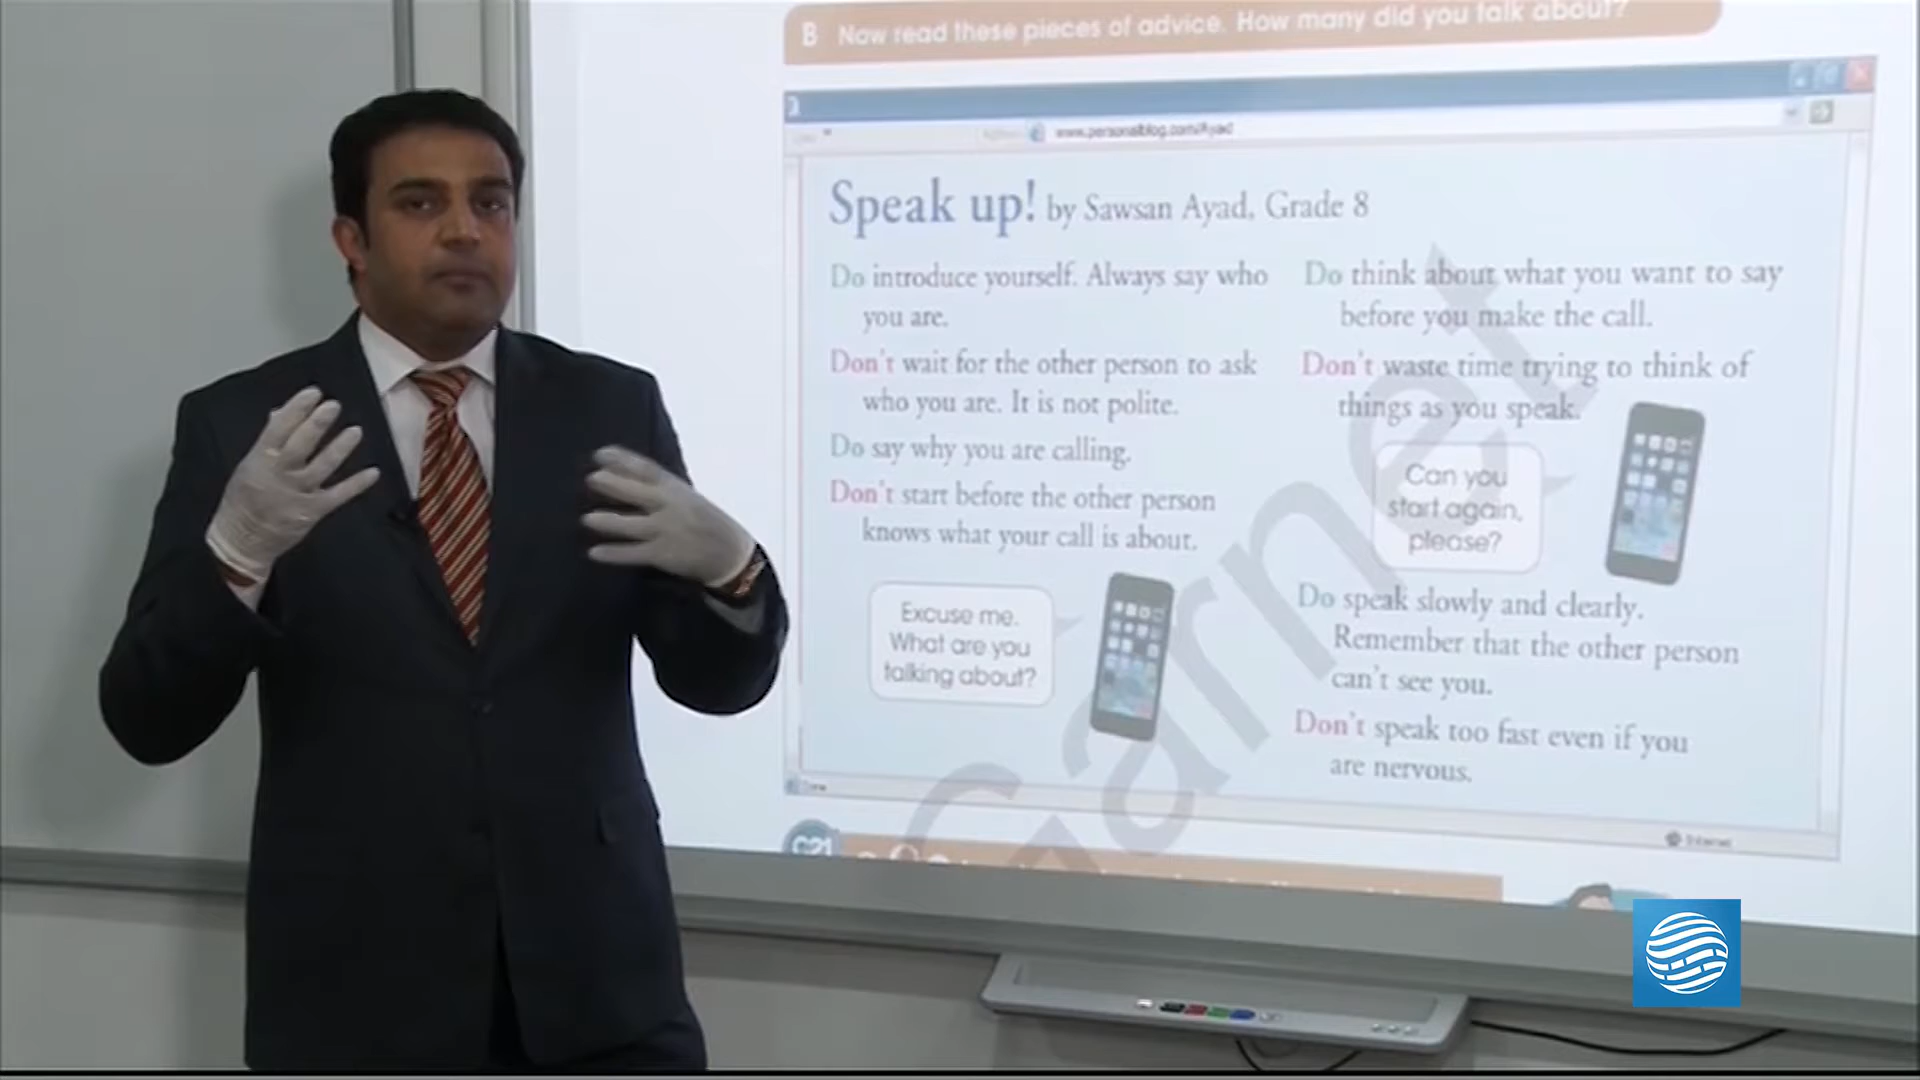 B Now read these pieces of advice. How many did you talk about?
www.personalblog.com/Ayad
Speak up! by Sawsan Ayad, Grade 8
Do introduce yourself. Always say who
you are.
Don't wait for the other person to ask
who you are. It is not polite.
Do say why you are calling.
Don't start before the other person
knows what your call is about.
Excuse me.
What are you
talking about?
Do think about what you want to say
before you make the call.
Don't waste time trying to think of
things as you speak.
Can you
start again,
please?
Do speak slowly and clearly.
Remember that the other person
can't see you.
Don't speak too fast even if you
are nervous.
Internet
Garnet